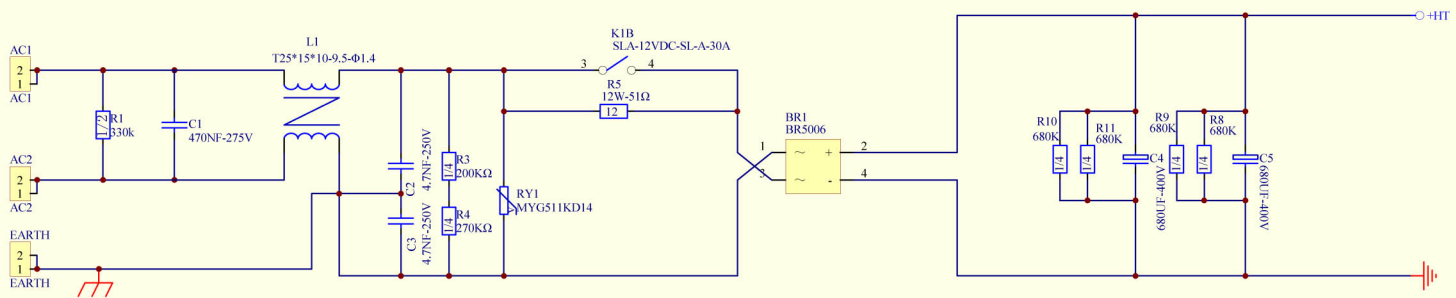 AC1
2
1
AC1
R1
1/2
330k
C1
470NF-275V
L1
T25*15*10-9.5-Φ1.4
AC2
2
1
AC2
EARTH
2
1
EARTH
C2
4.7NF-250V
C3
4.7NF-250V
R3
1/4
200KΩ
R4
1/4
270KΩ
RY1
MYG511KD14
K1B
SLA-12VDC-SL-A-30A
3
4
R5
12W-51Ω
12
BR1
BR5006
1
3
~
~
+
-
2
4
R10
680K
1/4
R11
680K
1/4
C4
680UF-400V
R9
680K
1/4
R8
680K
1/4
C5
680UF-400V
+HT